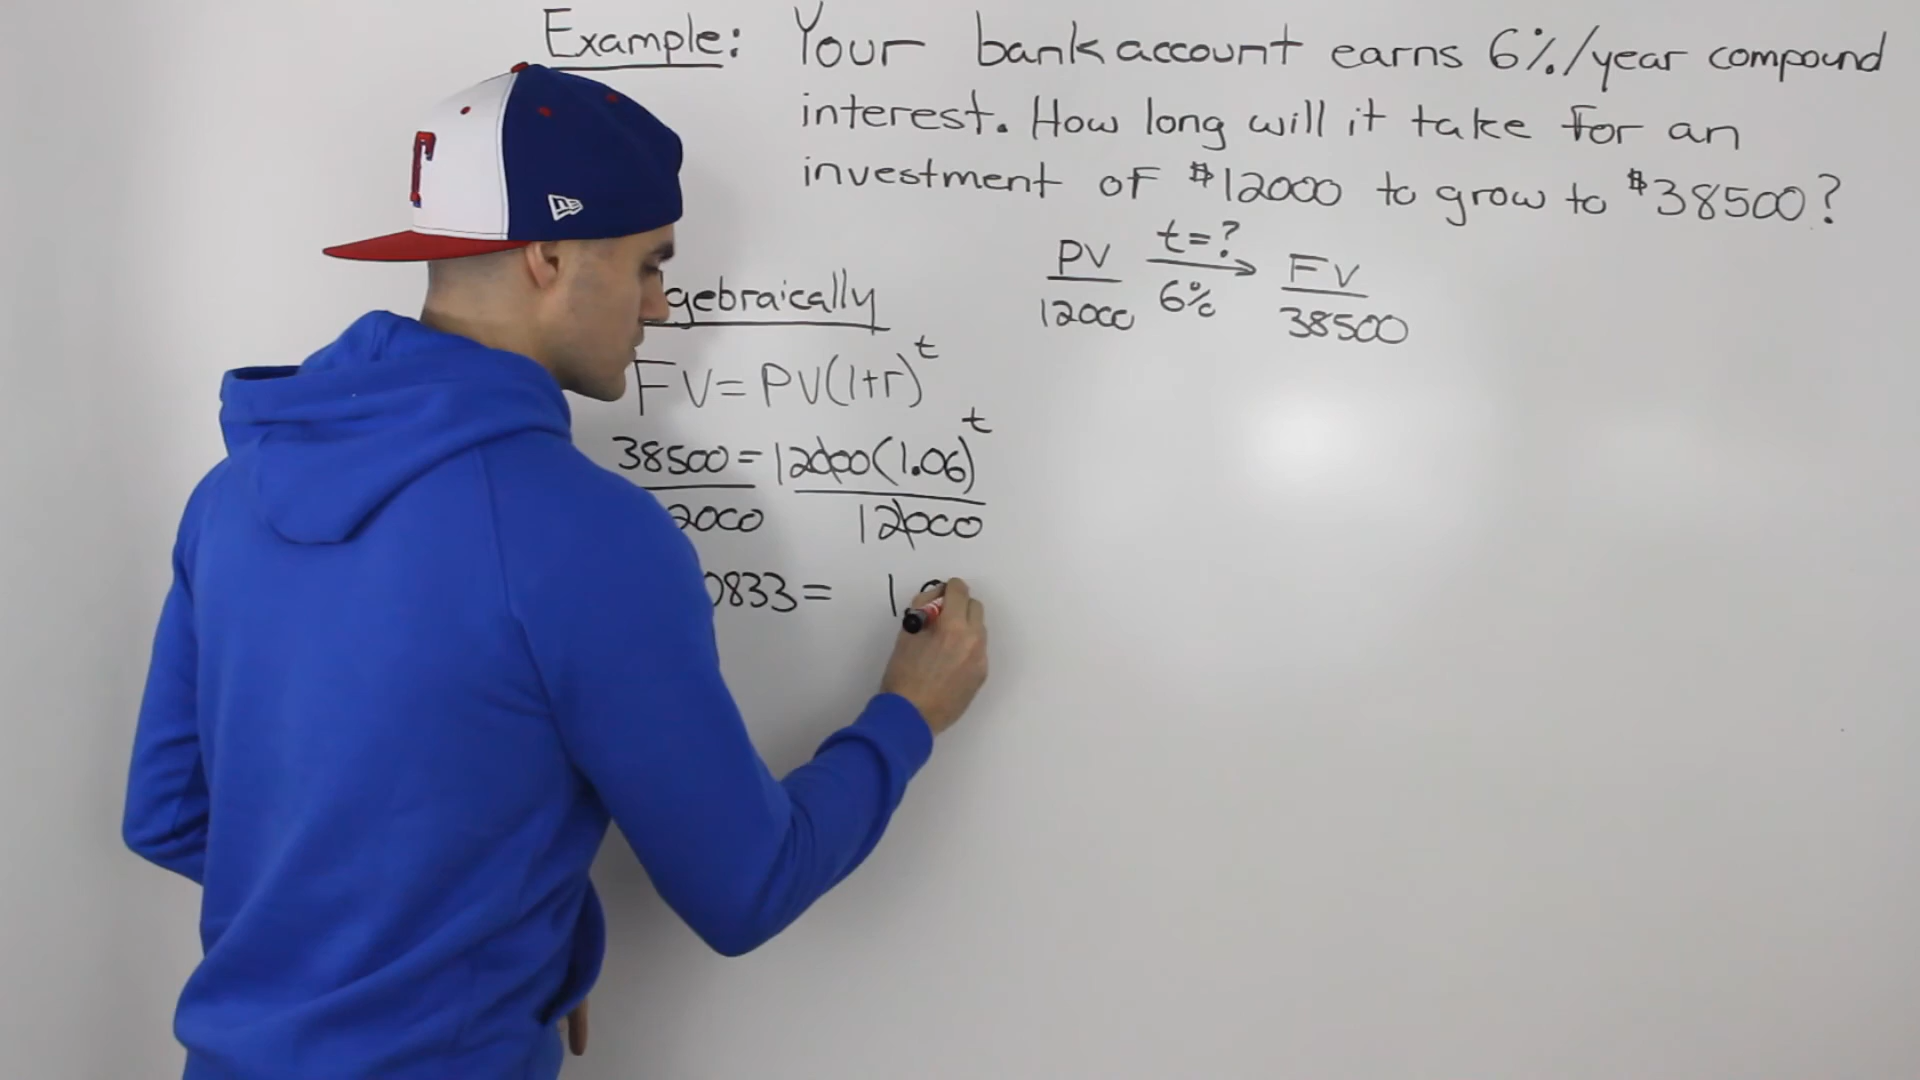 Example: Your bank account earns 6%/year compound
interest. How long will it take for an
investment of $12000 to grow to $38500?
PV t=? FV
12000 6% 38500
gebraically
FV=PV(1+r)^t
38500=12000(1.06)^t
2000 12000
0833= 1.